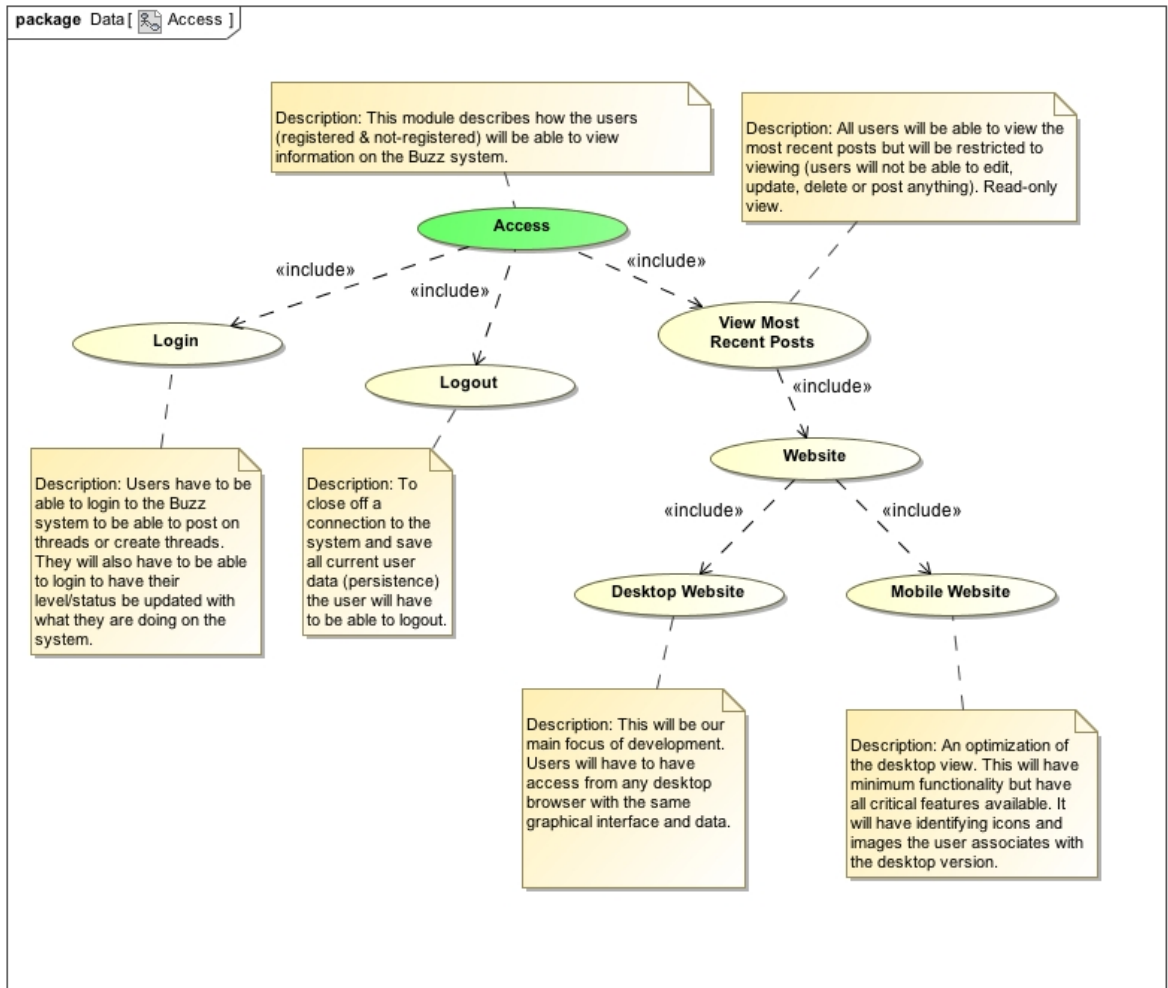 package Data [ Access ]
Description: This module describes how the users
(registered & not-registered) will be able to view
information on the Buzz system.
Description: All users will be able to view the
most recent posts but will be restricted to
viewing (users will not be able to edit,
update, delete or post anything). Read-only
view.
Access
«include»
«include»
«include»
Login
Logout
View Most
Recent Posts
«include»
Website
Description: Users have to be
able to login to the Buzz
system to be able to post on
threads or create threads.
They will also have to be able
to login to have their
level/status be updated with
what they are doing on the
system.
Description: To
close off a
connection to the
system and save
all current user
data (persistence)
the user will have
to be able to logout.
«include»
«include»
Desktop Website
Mobile Website
Description: This will be our
main focus of development.
Users will have to have
access from any desktop
browser with the same
graphical interface and data.
Description: An optimization of
the desktop view. This will have
minimum functionality but have
all critical features available. It
will have identifying icons and
images the user associates with
the desktop version.